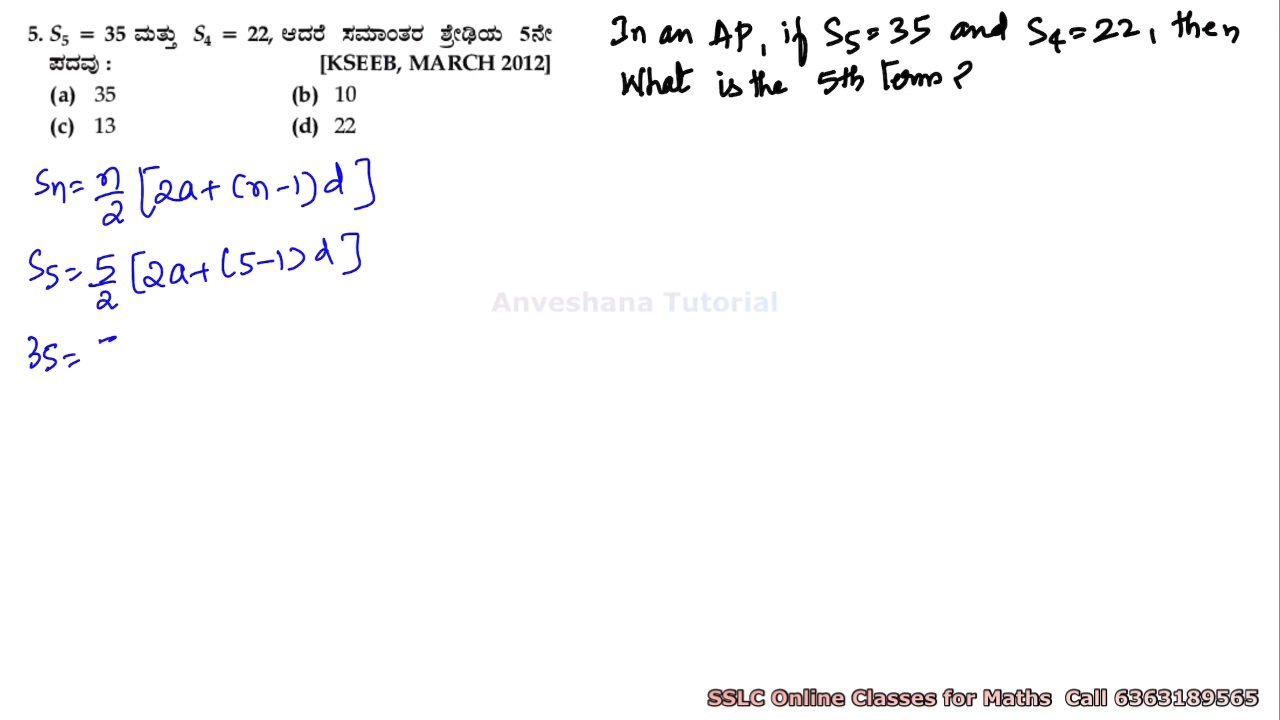 5. S₅ = 35 ಮತ್ತು S₄ = 22, ಆದರೆ ಸಮಾಂತರ ಶ್ರೇಢಿಯ 5ನೇ
ಪದವು : [KSEEB, MARCH 2012]
(a) 35 (b) 10
(c) 13 (d) 22
In an AP, if S₅=35 and S₄=22, then
What is the 5th Term?
Sn = n/2 [2a+(n-1)d]
S₅ = 5/2 [2a+(5-1)d]
35 =
Anveshana Tutorial
SSLC Online Classes for Maths Call 6363189565